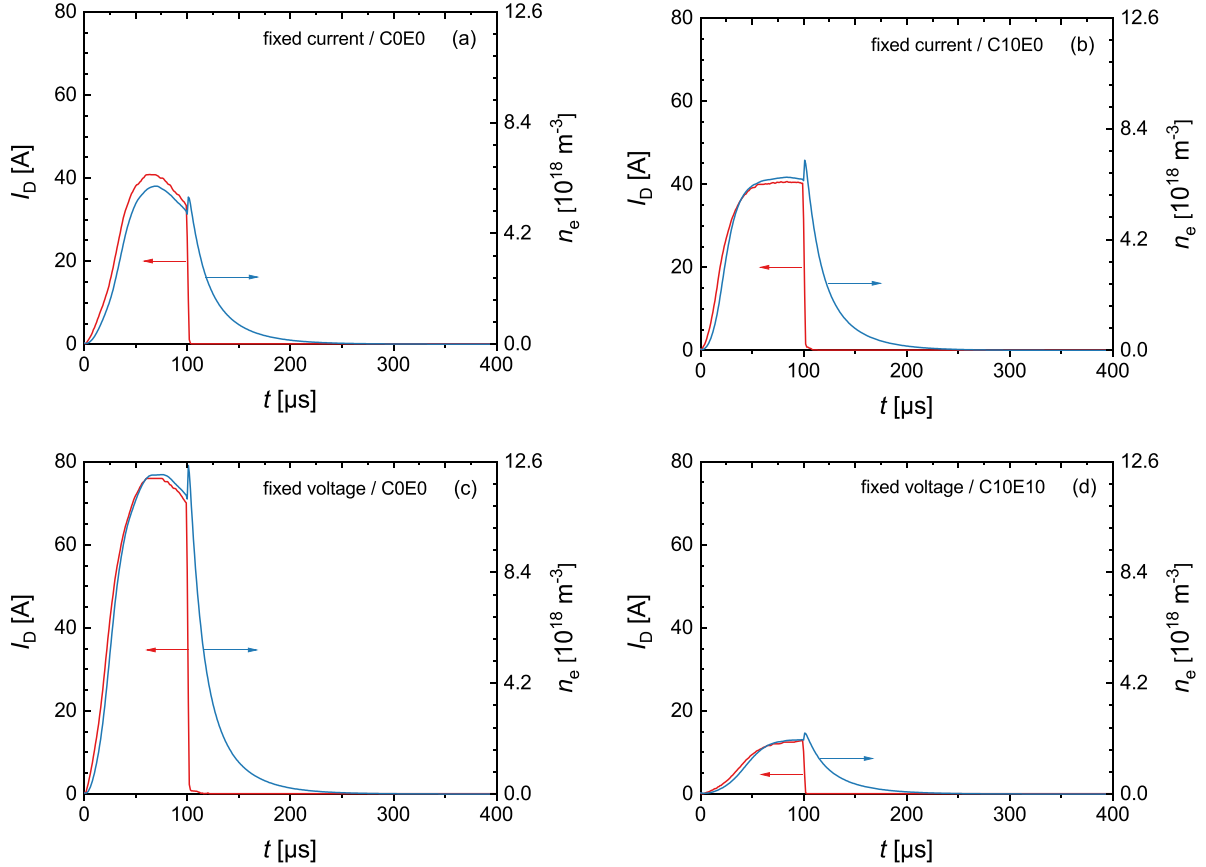 fixed current / C0E0 (a)
80
60
40
20
0
I_D [A]
12.6
8.4
4.2
0.0
n_e [10^18 m^-3]
0 100 200 300 400
t [µs]
fixed current / C10E0 (b)
80
60
40
20
0
I_D [A]
12.6
8.4
4.2
0.0
n_e [10^18 m^-3]
0 100 200 300 400
t [µs]
fixed voltage / C0E0 (c)
80
60
40
20
0
I_D [A]
12.6
8.4
4.2
0.0
n_e [10^18 m^-3]
0 100 200 300 400
t [µs]
fixed voltage / C10E10 (d)
80
60
40
20
0
I_D [A]
12.6
8.4
4.2
0.0
n_e [10^18 m^-3]
0 100 200 300 400
t [µs]